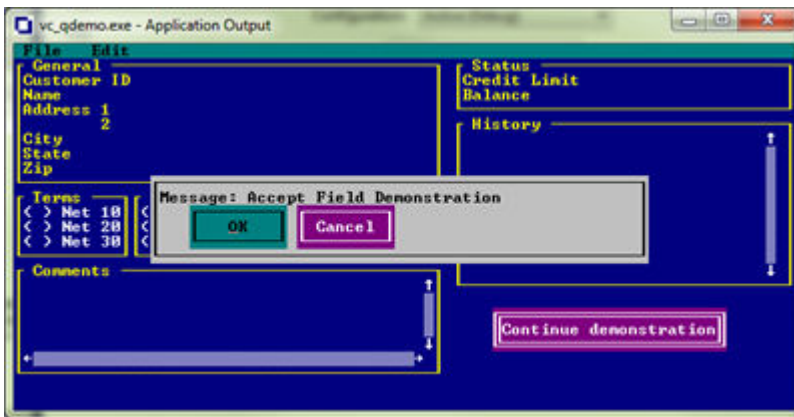 vc_qdemo.exe - Application Output
File Edit
General
Customer ID
Name
Address 1
2
City
State
Zip
Status
Credit Limit
Balance
History
Message: Accept Field Demonstration
OK Cancel
Terms
( ) Net 10
( ) Net 20
( ) Net 30
Comments
Continue demonstration